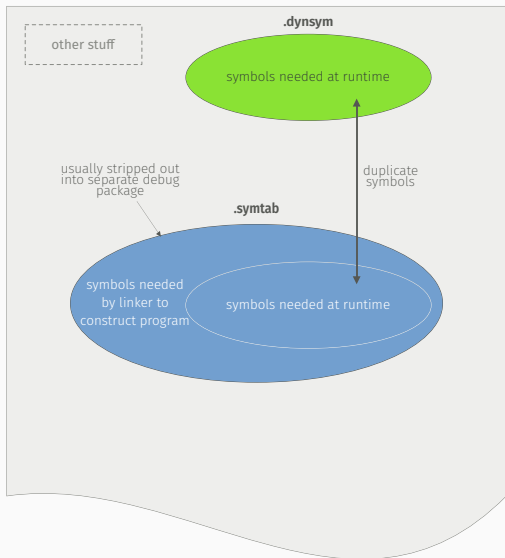 .dynsym
other stuff
symbols needed at runtime
usually stripped out
into separate debug
package
duplicate
symbols
.symtab
symbols needed
by linker to
construct program
symbols needed at runtime